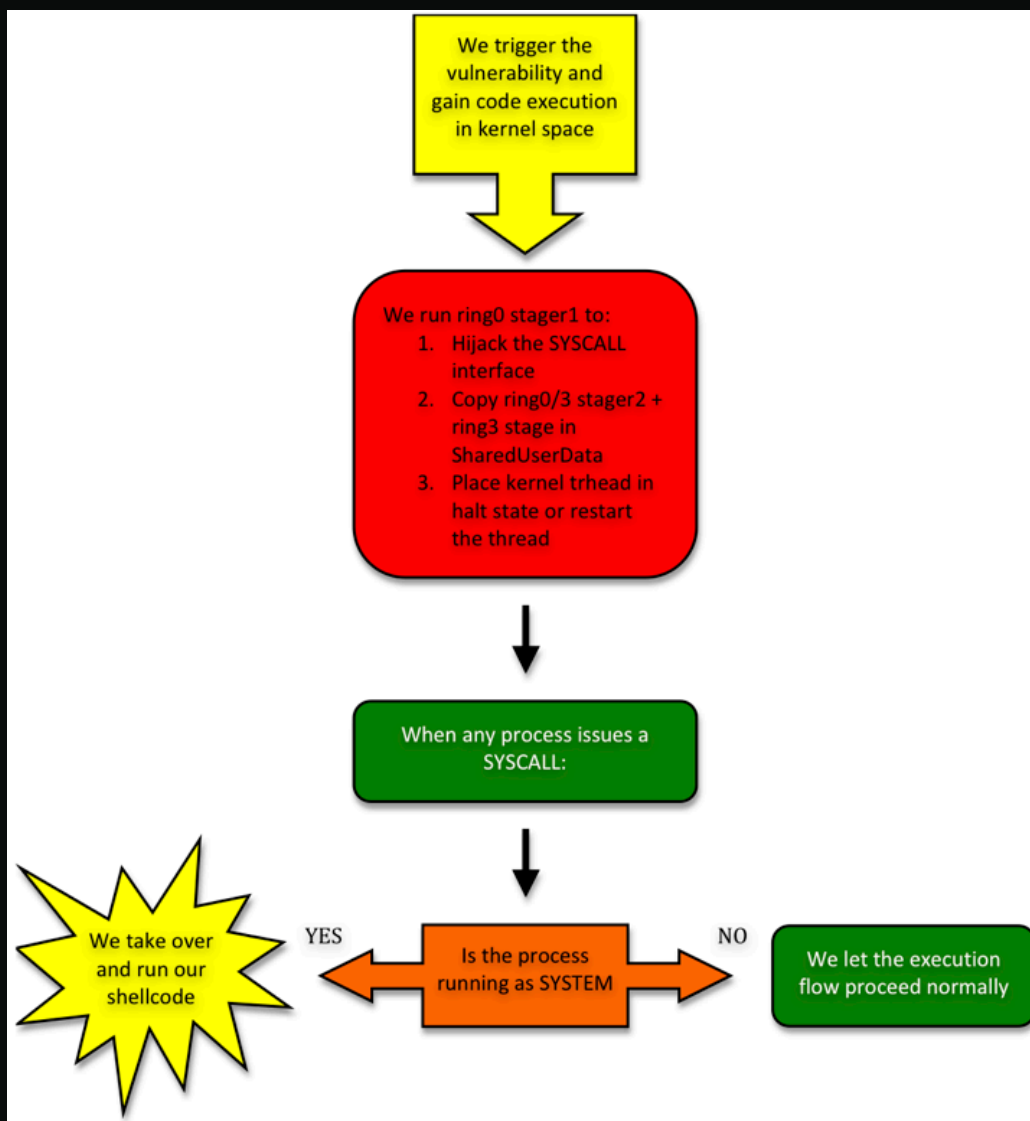 We trigger the
vulnerability and
gain code execution
in kernel space
We run ring0 stager1 to:
1. Hijack the SYSCALL
interface
2. Copy ring0/3 stager2 +
ring3 stage in
SharedUserData
3. Place kernel trhead in
halt state or restart
the thread
When any process issues a
SYSCALL:
We take over
and run our
shellcode
YES
Is the process
running as SYSTEM
NO
We let the execution
flow proceed normally